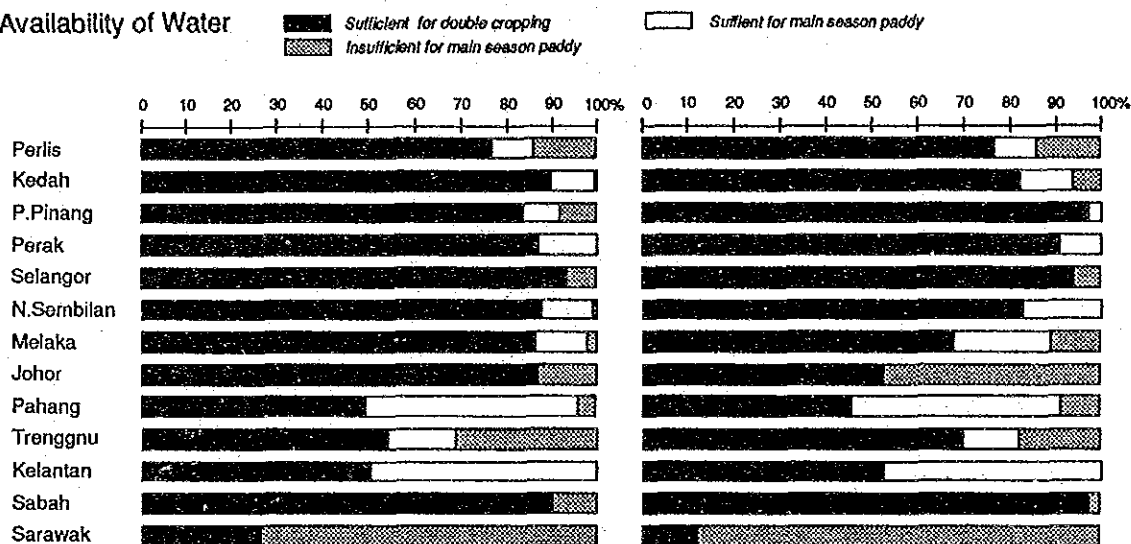 Availability of Water
Sufficient for double cropping
Suffient for main season paddy
Insufficient for main season paddy
0 10 20 30 40 50 60 70 80 90 100%
0 10 20 30 40 50 60 70 80 90 100%
Perlis
Kedah
P.Pinang
Perak
Selangor
N.Sembilan
Melaka
Johor
Pahang
Trenggnu
Kelantan
Sabah
Sarawak